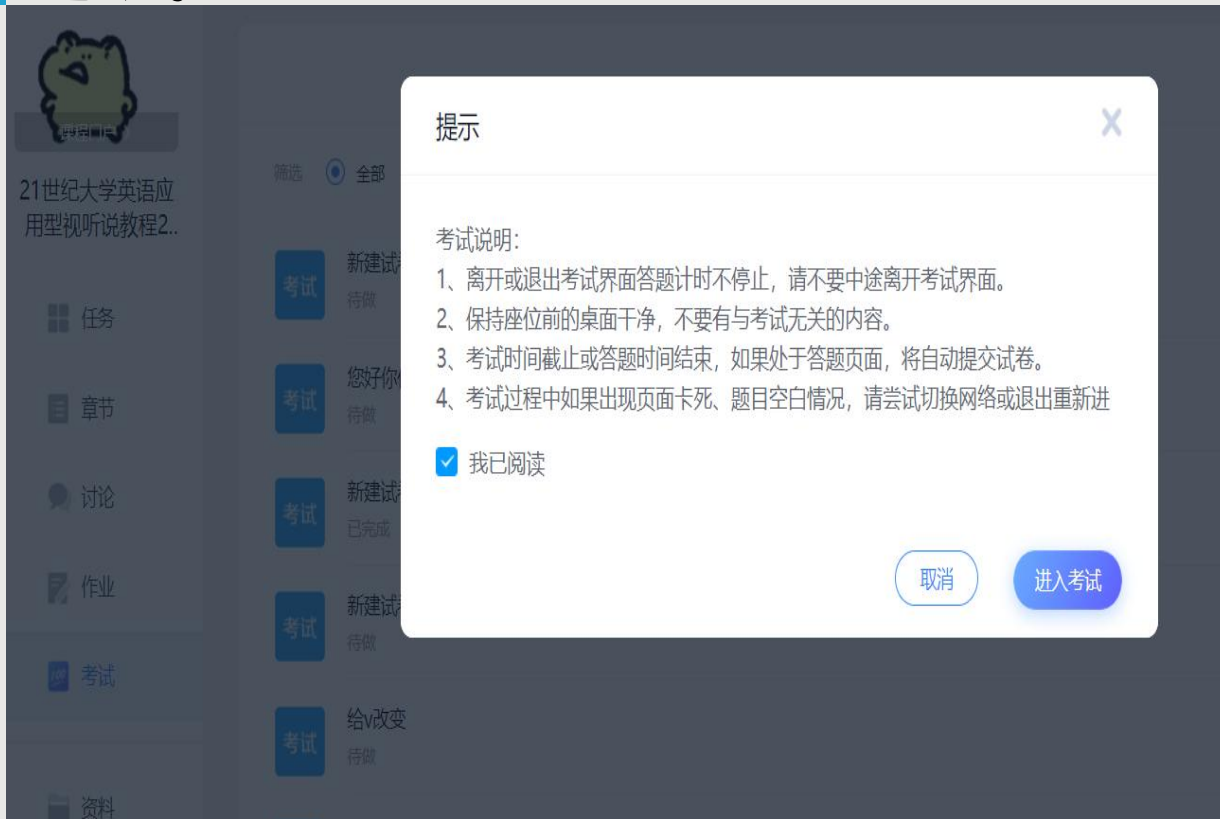 课程门户
21世纪大学英语应
用型视听说教程2..
任务
章节
讨论
作业
考试
资料
筛选 全部
考试 新建试
待做
考试 您好你
待做
考试 新建试
已完成
考试 新建试
待做
考试 给v改变
待做
提示
考试说明：
1、离开或退出考试界面答题计时不停止，请不要中途离开考试界面。
2、保持座位前的桌面干净，不要有与考试无关的内容。
3、考试时间截止或答题时间结束，如果处于答题页面，将自动提交试卷。
4、考试过程中如果出现页面卡死、题目空白情况，请尝试切换网络或退出重新进
我已阅读
取消
进入考试